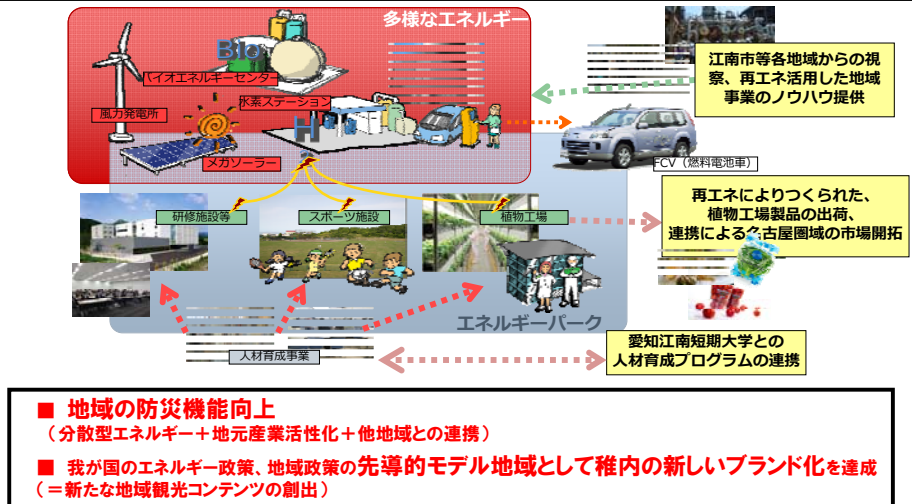 多様なエネルギー
Bio
バイオエネルギーセンター
水素ステーション
風力発電所
H
メガソーラー
FCV（燃料電池車）
江南市等各地域からの視
察、再エネ活用した地域
事業のノウハウ提供
研修施設等
スポーツ施設
植物工場
再エネによりつくられた、
植物工場製品の出荷、
連携による名古屋圏域の市場開拓
エネルギーパーク
人材育成事業
愛知江南短期大学との
人材育成プログラムの連携
■ 地域の防災機能向上
（分散型エネルギー＋地元産業活性化＋他地域との連携）
■ 我が国のエネルギー政策、地域政策の先導的モデル地域として稚内の新しいブランド化を達成
（＝新たな地域観光コンテンツの創出）